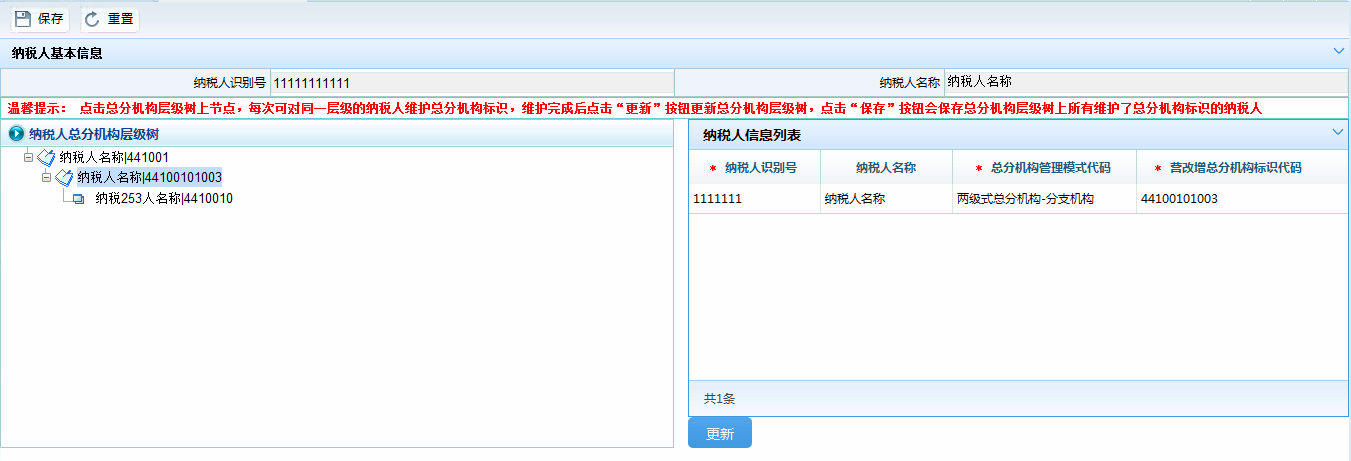 保存 重置
纳税人基本信息
纳税人识别号 11111111111 纳税人名称 纳税人名称
温馨提示： 点击总分机构层级树上节点，每次可对同一层级的纳税人维护总分机构标识，维护完成后点击“更新”按钮更新总分机构层级树，点击“保存”按钮会保存总分机构层级树上所有维护了总分机构标识的纳税人
纳税人总分机构层级树
纳税人名称|441001
纳税人名称|44100101003
纳税253人名称|4410010
纳税人信息列表
* 纳税人识别号 纳税人名称 * 总分机构管理模式代码 * 营改增总分机构标识代码
1111111 纳税人名称 两级式总分机构-分支机构 44100101003
共1条
更新